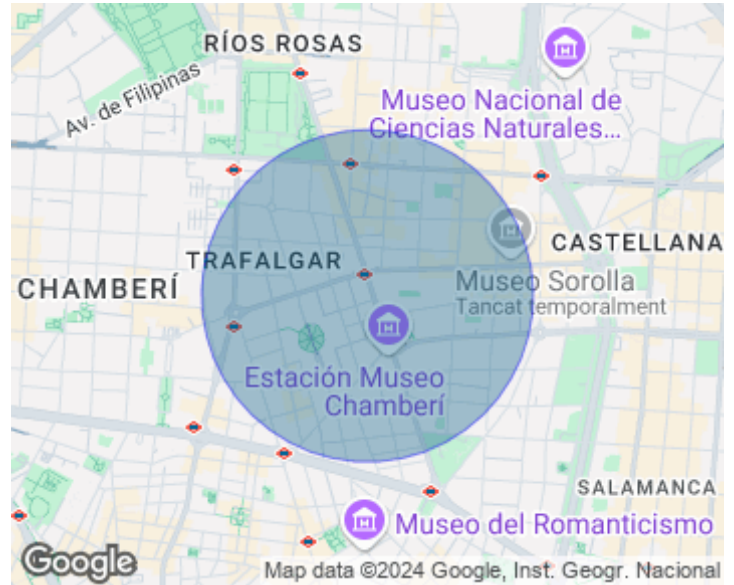 RÍOS ROSAS
Av. de Filipinas
Museo Nacional de
Ciencias Naturales...
TRAFALGAR
CASTELLANA
CHAMBERÍ
Museo Sorolla
Tancat temporalment
Estación Museo
Chamberí
SALAMANCA
Museo del Romanticismo
Google
Map data ©2024 Google, Inst. Geogr. Nacional